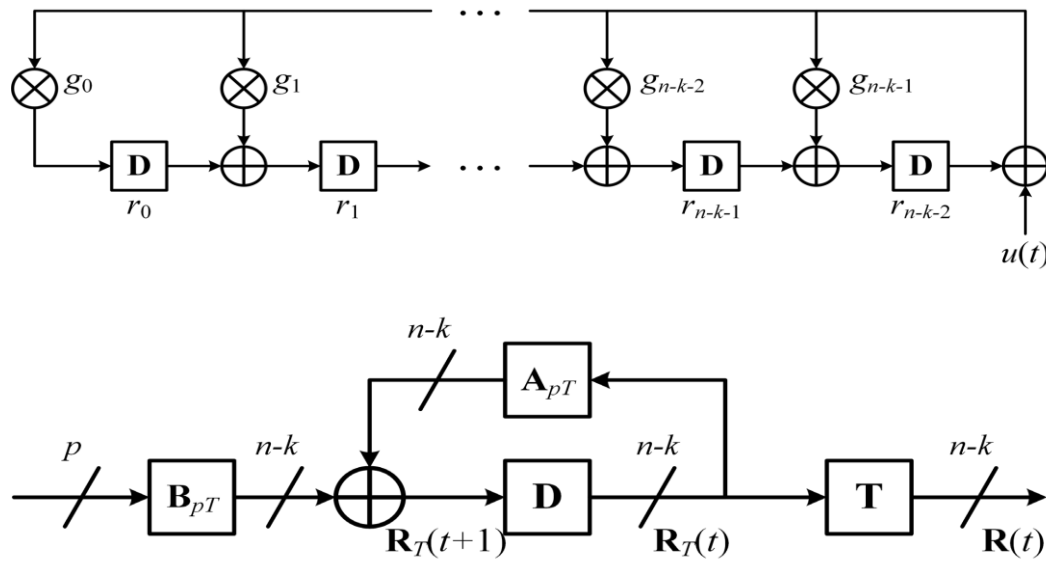 ...
g0 g1 gn-k-2 gn-k-1
D D ... D D
r0 r1 rn-k-1 rn-k-2
u(t)
n-k
ApT
p n-k n-k n-k
BpT D T
RT(t+1) RT(t) R(t)